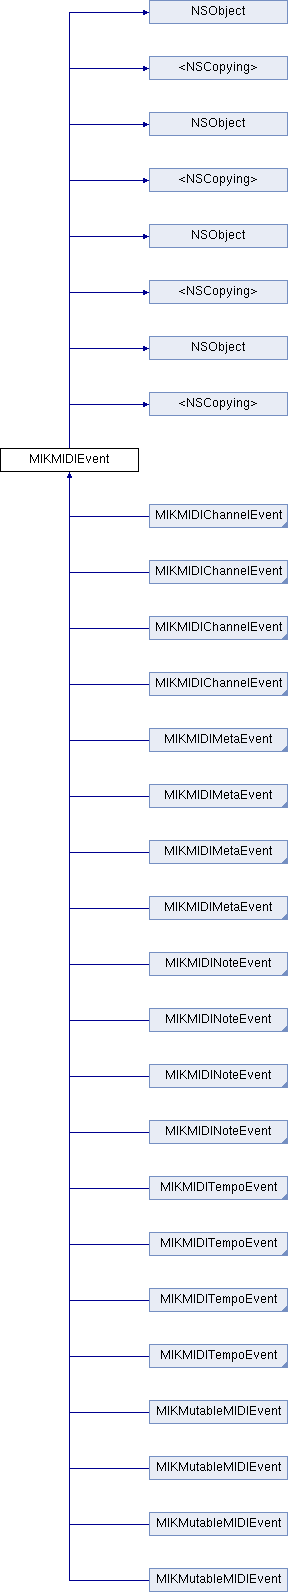 NSObject
<NSCopying>
NSObject
<NSCopying>
NSObject
<NSCopying>
NSObject
<NSCopying>
MIKMIDIEvent
MIKMIDIChannelEvent
MIKMIDIChannelEvent
MIKMIDIChannelEvent
MIKMIDIChannelEvent
MIKMIDIMetaEvent
MIKMIDIMetaEvent
MIKMIDIMetaEvent
MIKMIDIMetaEvent
MIKMIDINoteEvent
MIKMIDINoteEvent
MIKMIDINoteEvent
MIKMIDINoteEvent
MIKMIDITempoEvent
MIKMIDITempoEvent
MIKMIDITempoEvent
MIKMIDITempoEvent
MIKMutableMIDIEvent
MIKMutableMIDIEvent
MIKMutableMIDIEvent
MIKMutableMIDIEvent